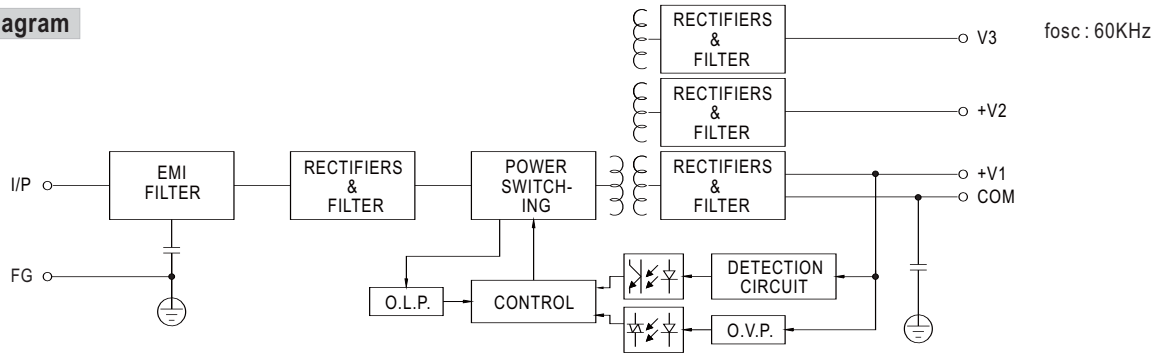 agram
RECTIFIERS
&
FILTER
V3
fosc : 60KHz
RECTIFIERS
&
FILTER
+V2
I/P
EMI
FILTER
RECTIFIERS
&
FILTER
POWER
SWITCH-
ING
RECTIFIERS
&
FILTER
+V1
COM
FG
O.L.P.
CONTROL
DETECTION
CIRCUIT
O.V.P.